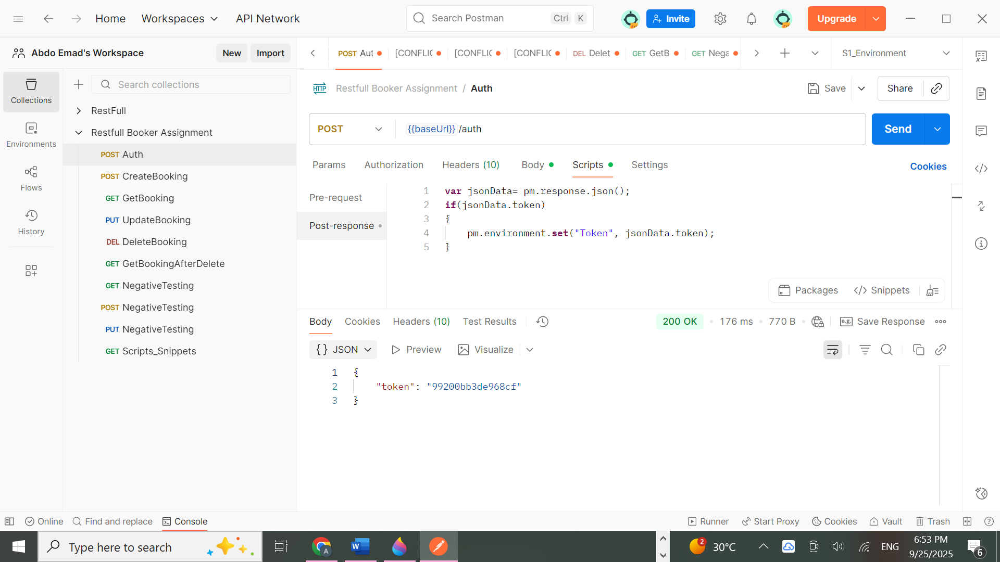 Home Workspaces API Network Search Postman Ctrl K Invite Upgrade
Abdo Emad's Workspace New Import POST Aut [CONFLIC [CONFLIC [CONFLIC DEL Delet GET GetB GET Nega S1_Environment
Collections
Environments
Flows
History
Search collections
RestFull
Restfull Booker Assignment
POST Auth
POST CreateBooking
GET GetBooking
PUT UpdateBooking
DEL DeleteBooking
GET GetBookingAfterDelete
GET NegativeTesting
POST NegativeTesting
PUT NegativeTesting
GET Scripts_Snippets
HTTP Restfull Booker Assignment / Auth Save Share
POST {{baseUrl}} /auth Send
Params Authorization Headers (10) Body Scripts Settings Cookies
Pre-request
Post-response
1 var jsonData= pm.response.json();
2 if(jsonData.token)
3 {
4 pm.environment.set("Token", jsonData.token);
5 }
Packages </> Snippets
Body Cookies Headers (10) Test Results 200 OK 176 ms 770 B e.g. Save Response
{} JSON Preview Visualize
1 {
2 "token": "99200bb3de968cf"
3 }
Online Find and replace Console Runner Start Proxy Cookies Vault Trash
Type here to search A W 2 30°C ENG 6:53 PM
9/25/2025 6